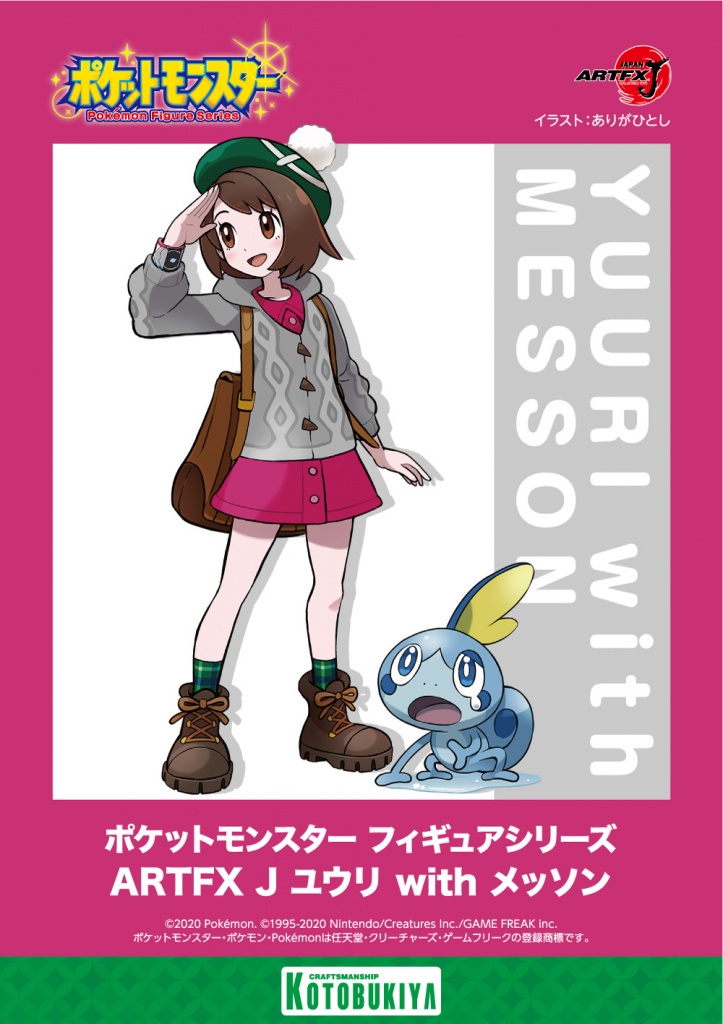 ポケットモンスター
Pokémon Figure Series
JAPAN
ARTFX J
イラスト：ありがひとし
YUURI with
MESSON
ポケットモンスター フィギュアシリーズ
ARTFX J ユウリ with メッソン
©2020 Pokémon. ©1995-2020 Nintendo/Creatures Inc./GAME FREAK inc.
ポケットモンスター・ポケモン・Pokémonは任天堂・クリーチャーズ・ゲームフリークの登録商標です。
CRAFTSMANSHIP
KOTOBUKIYA